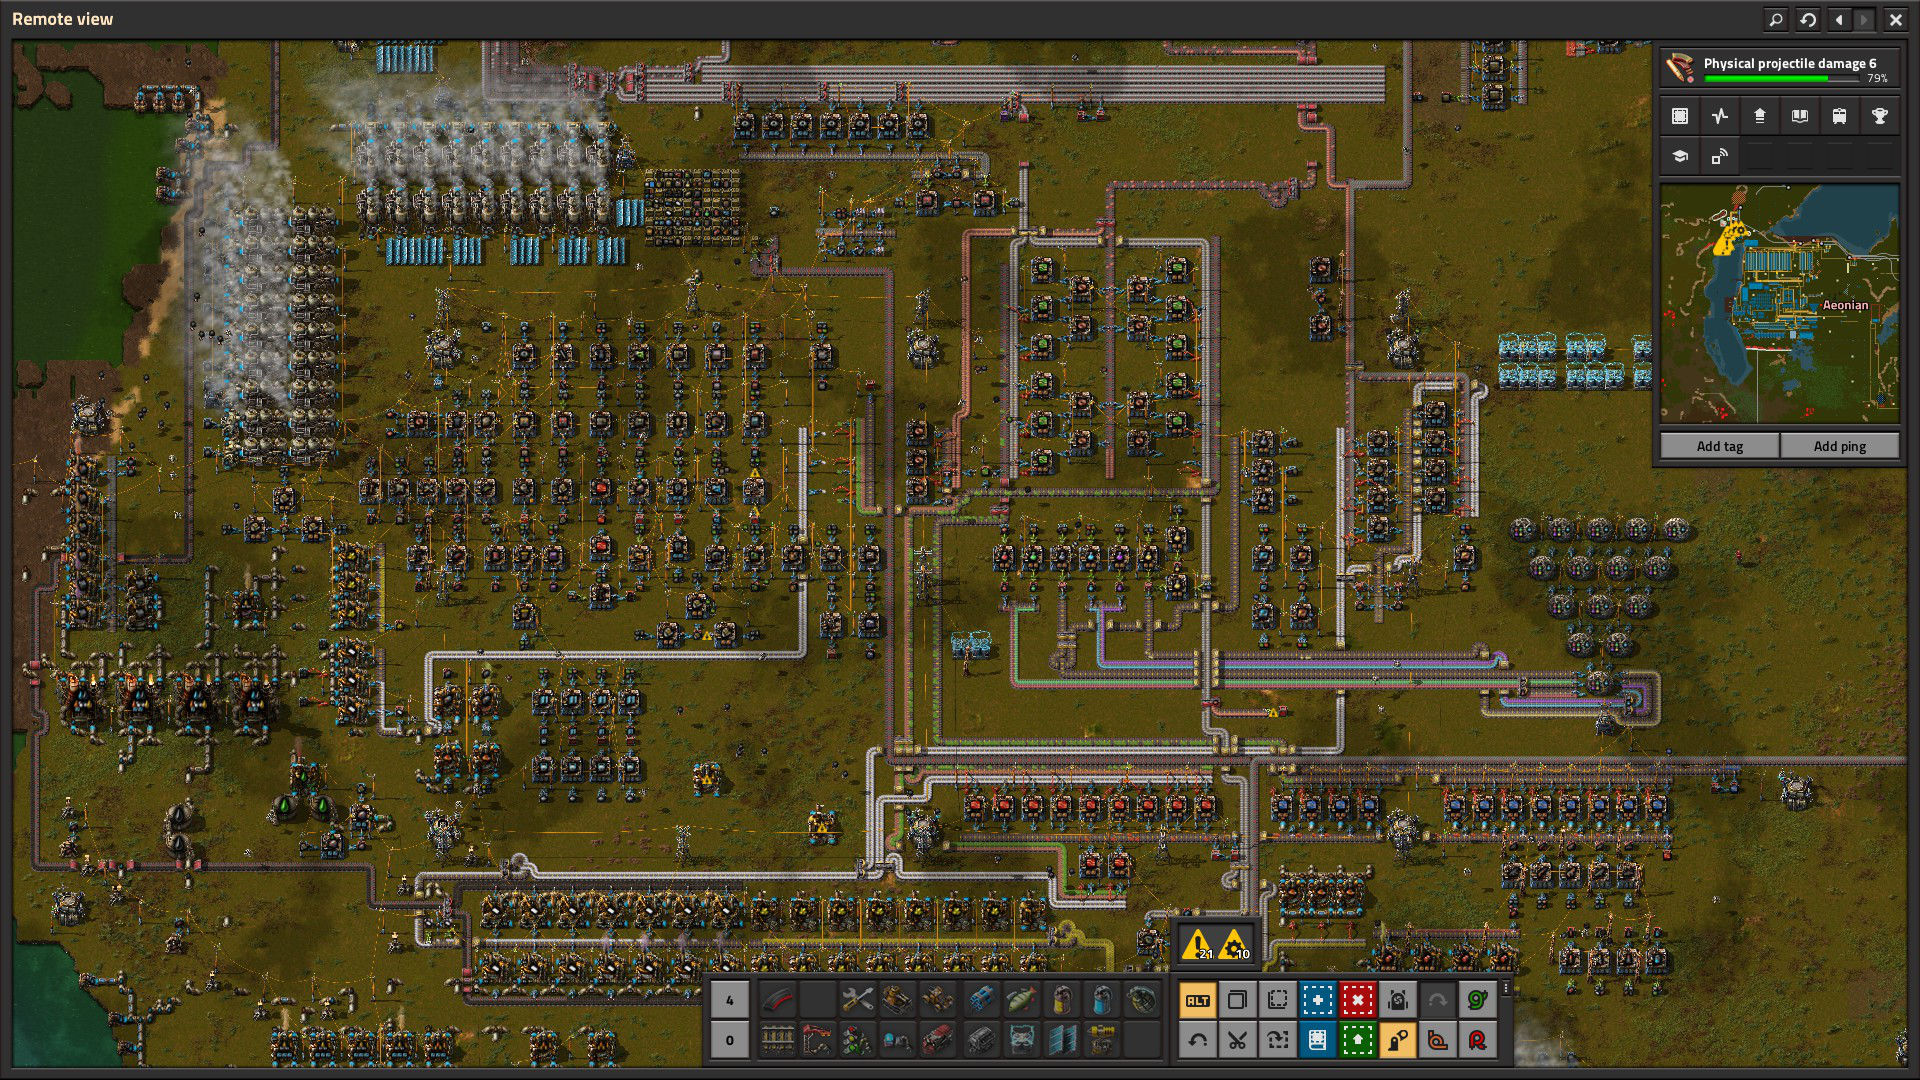 Remote view
Physical projectile damage 6
79%
Aeonian
Add tag
Add ping
21
10
4
ALT
0